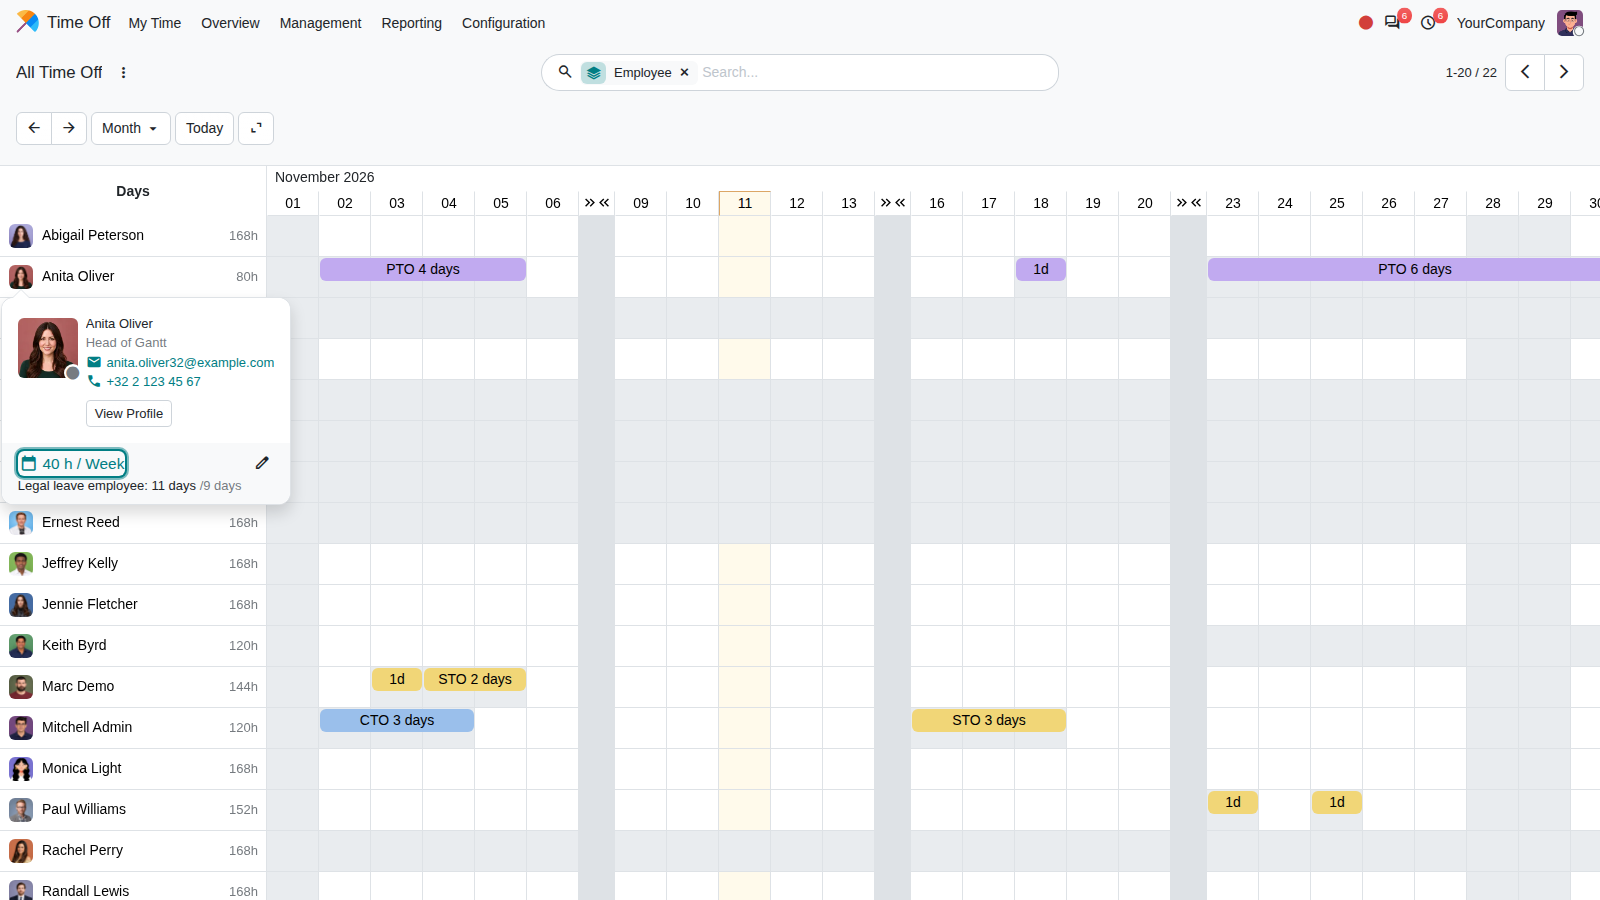 Time Off My Time Overview Management Reporting Configuration 6 6 YourCompany
All Time Off Employee Search... 1-20 / 22
Month Today
Days November 2026
01 02 03 04 05 06 09 10 11 12 13 16 17 18 19 20 23 24 25 26 27 28 29 30
Abigail Peterson 168h
Anita Oliver 80h PTO 4 days 1d PTO 6 days
Anita Oliver
Head of Gantt
anita.oliver32@example.com
+32 2 123 45 67
View Profile
40 h / Week
Legal leave employee: 11 days /9 days
Ernest Reed 168h
Jeffrey Kelly 168h
Jennie Fletcher 168h
Keith Byrd 120h
Marc Demo 144h 1d STO 2 days
Mitchell Admin 120h CTO 3 days STO 3 days
Monica Light 168h
Paul Williams 152h 1d 1d
Rachel Perry 168h
Randall Lewis 168h